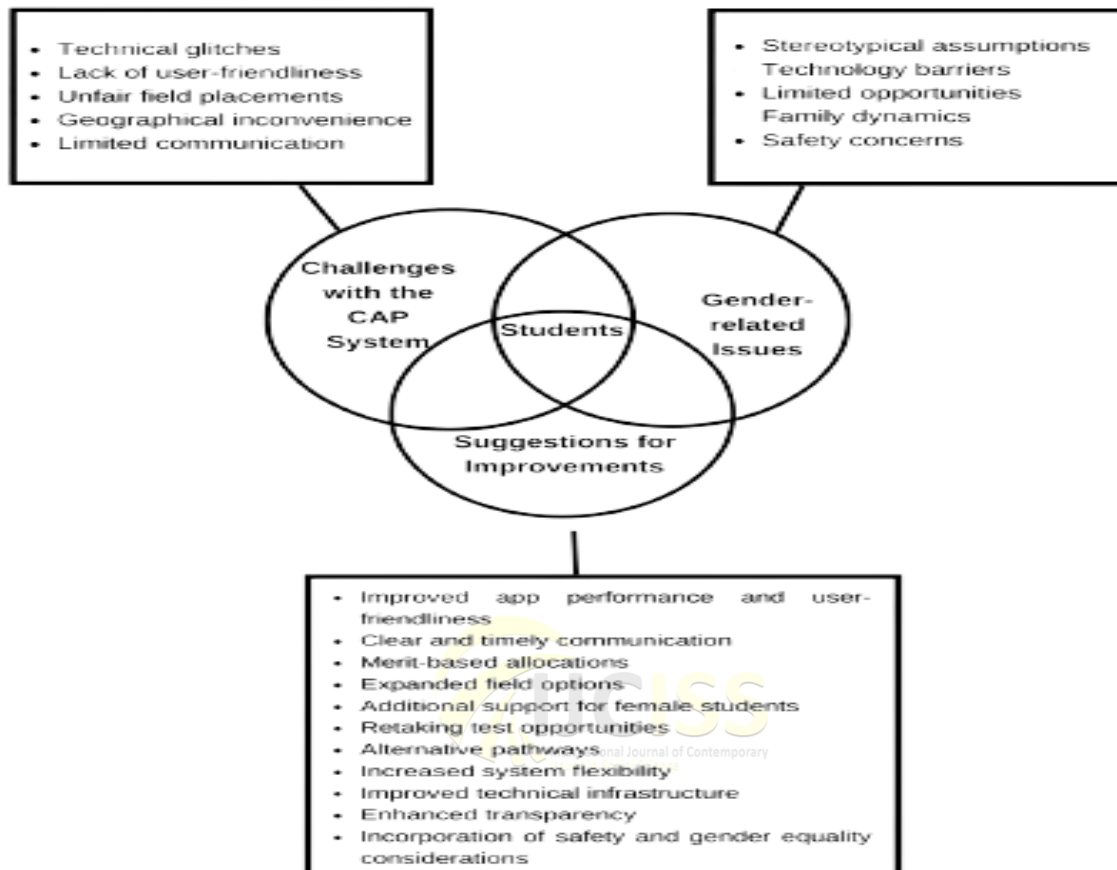 • Technical glitches
• Lack of user-friendliness
• Unfair field placements
• Geographical inconvenience
• Limited communication
• Stereotypical assumptions
Technology barriers
• Limited opportunities
Family dynamics
• Safety concerns
Challenges
with the
CAP
System
Gender-
related
Issues
Students
Suggestions for
Improvements
• Improved app performance and user-
friendliness
• Clear and timely communication
• Merit-based allocations
• Expanded field options
• Additional support for female students
• Retaking test opportunities
• Alternative pathways
• Increased system flexibility
• Improved technical infrastructure
• Enhanced transparency
• Incorporation of safety and gender equality
considerations
IJCISS
Journal of Contemporary